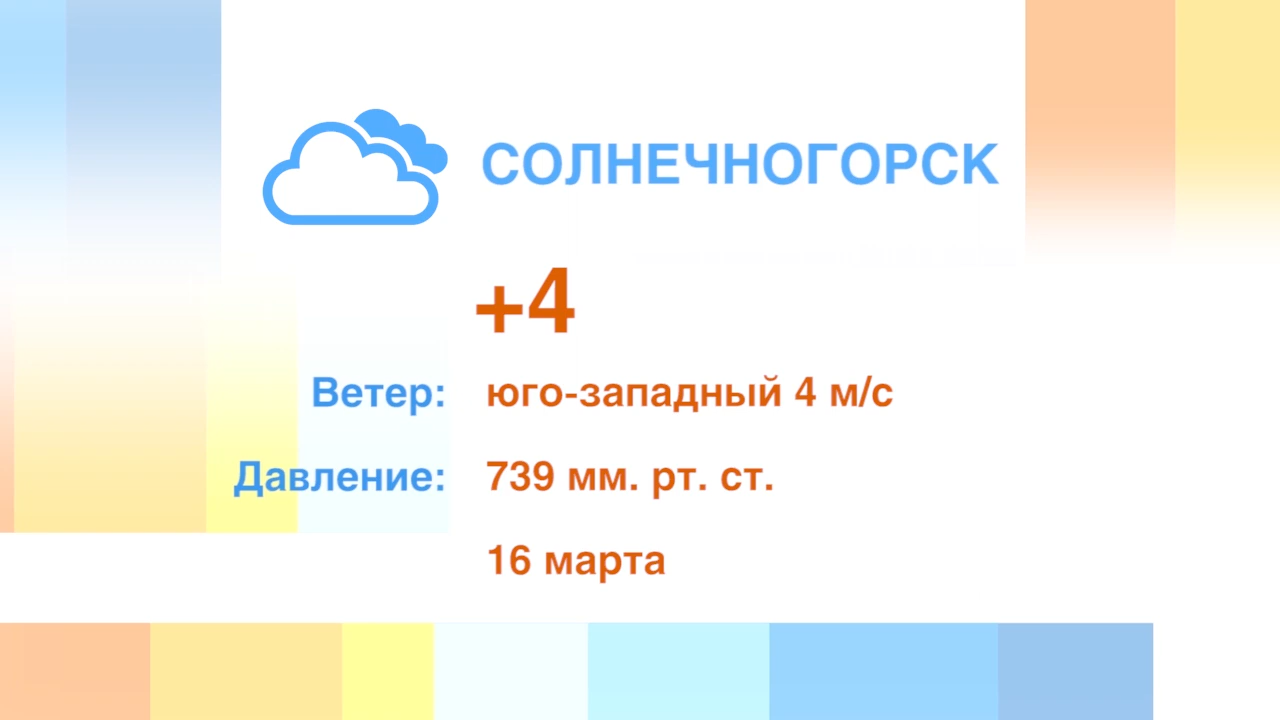 СОЛНЕЧНОГОРСК
+4
Ветер: юго-западный 4 м/с
Давление: 739 мм. рт. ст.
16 марта